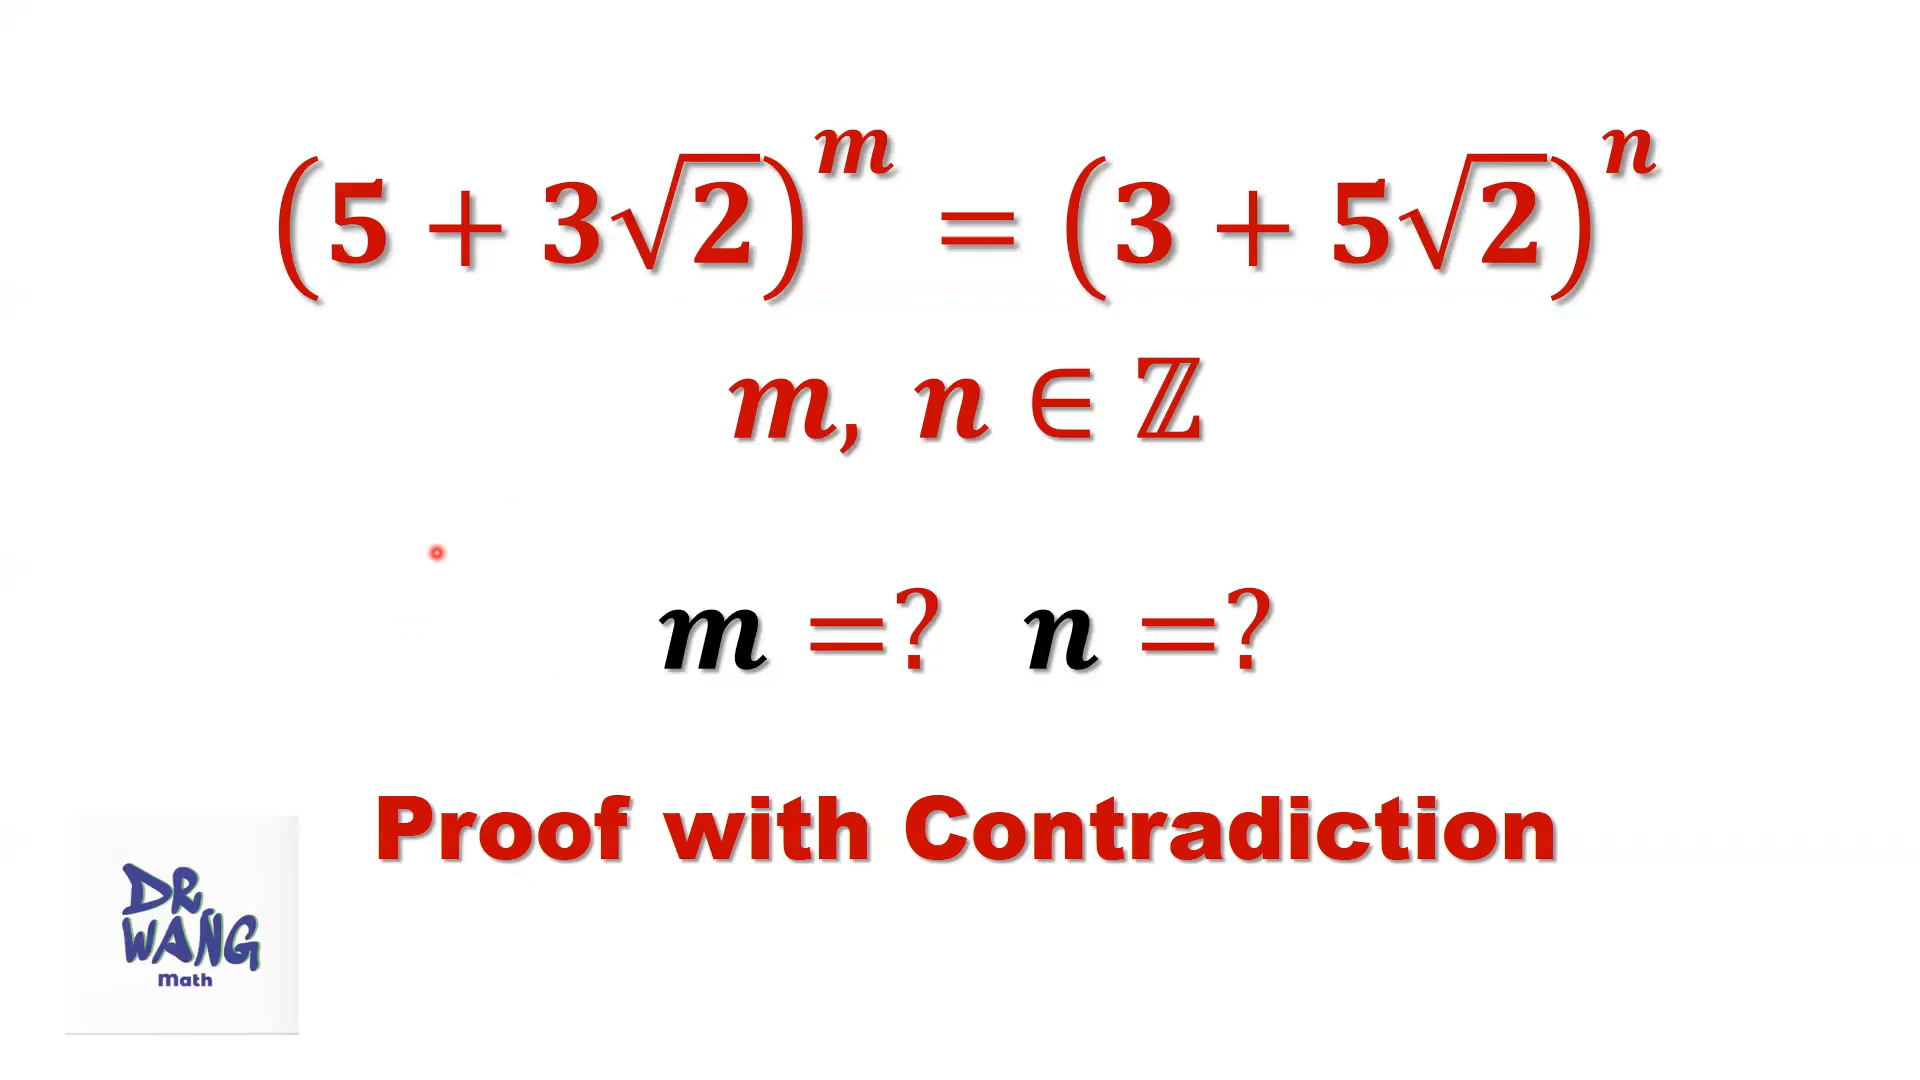 (5 + 3√2)^m = (3 + 5√2)^n
m, n ∈ ℤ
m =? n =?
Proof with Contradiction
DR
WANG
math